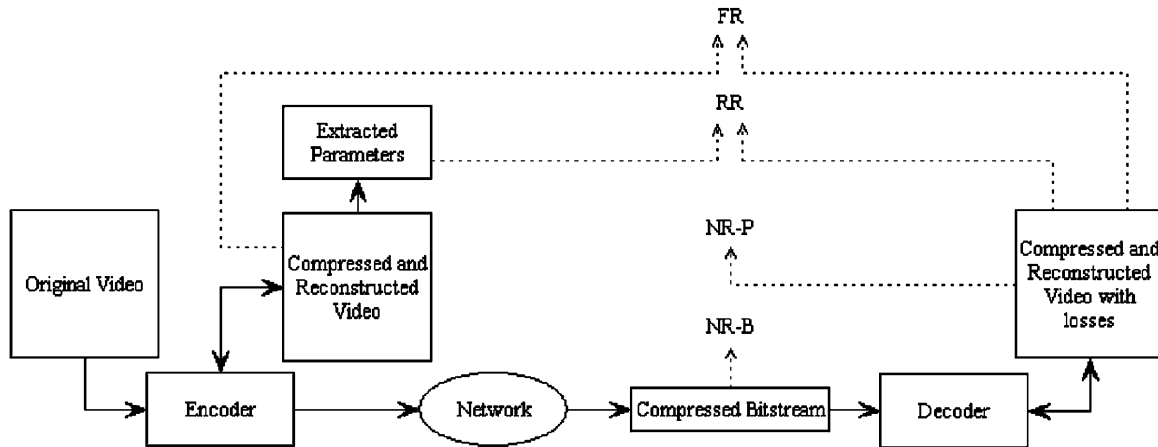 FR
RR
Extracted
Parameters
Original Video
Compressed and
Reconstructed
Video
NR-P
Compressed and
Reconstructed
Video with
losses
NR-B
Encoder
Network
Compressed Bitstream
Decoder